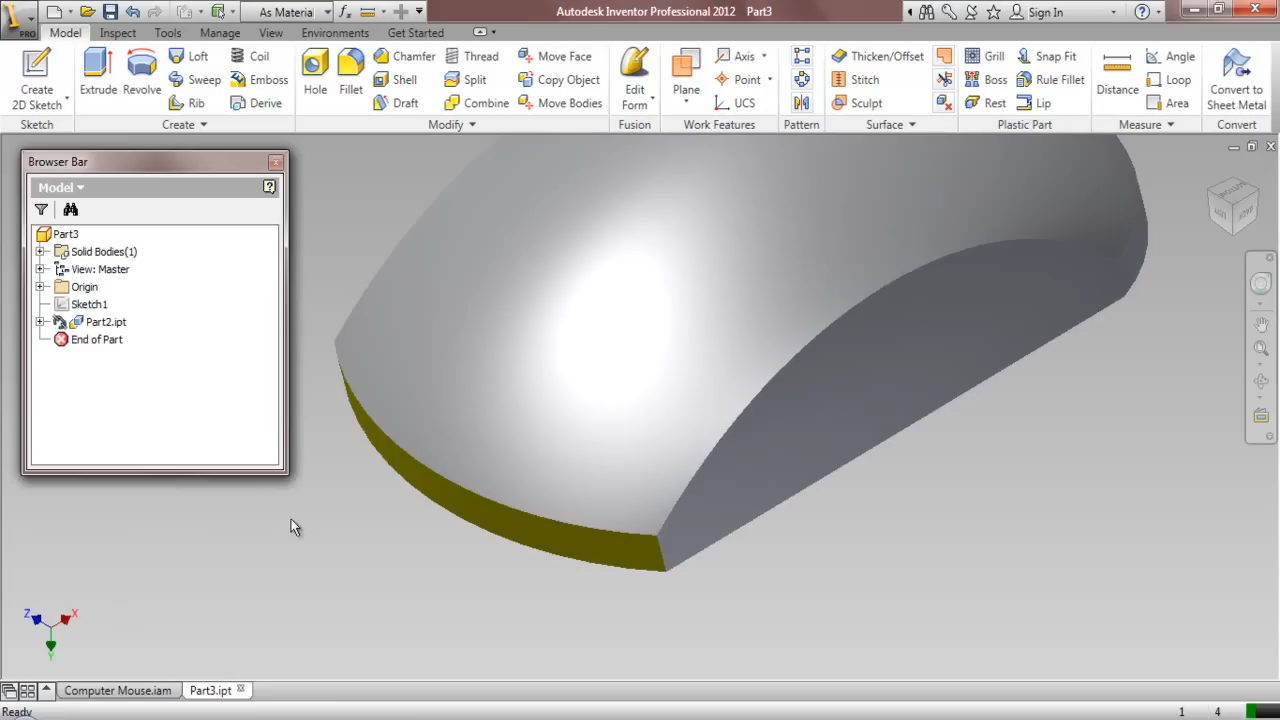 As Material
Autodesk Inventor Professional 2012 Part3
Sign In
PRO
Model Inspect Tools Manage View Environments Get Started
Create
2D Sketch
Sketch
Extrude Revolve
Loft
Sweep
Rib
Coil
Emboss
Derive
Create
Hole Fillet
Chamfer
Shell
Draft
Thread
Split
Combine
Move Face
Copy Object
Move Bodies
Modify
Edit
Form
Fusion
Plane
Axis
Point
UCS
Work Features
Pattern
Thicken/Offset
Stitch
Sculpt
Surface
Grill
Boss
Rest
Snap Fit
Rule Fillet
Lip
Plastic Part
Distance
Angle
Loop
Area
Measure
Convert to
Sheet Metal
Convert
Browser Bar
Model
Part3
Solid Bodies(1)
View: Master
Origin
Sketch1
Part2.ipt
End of Part
Z X
Y
Computer Mouse.iam Part3.ipt
Ready
1 4